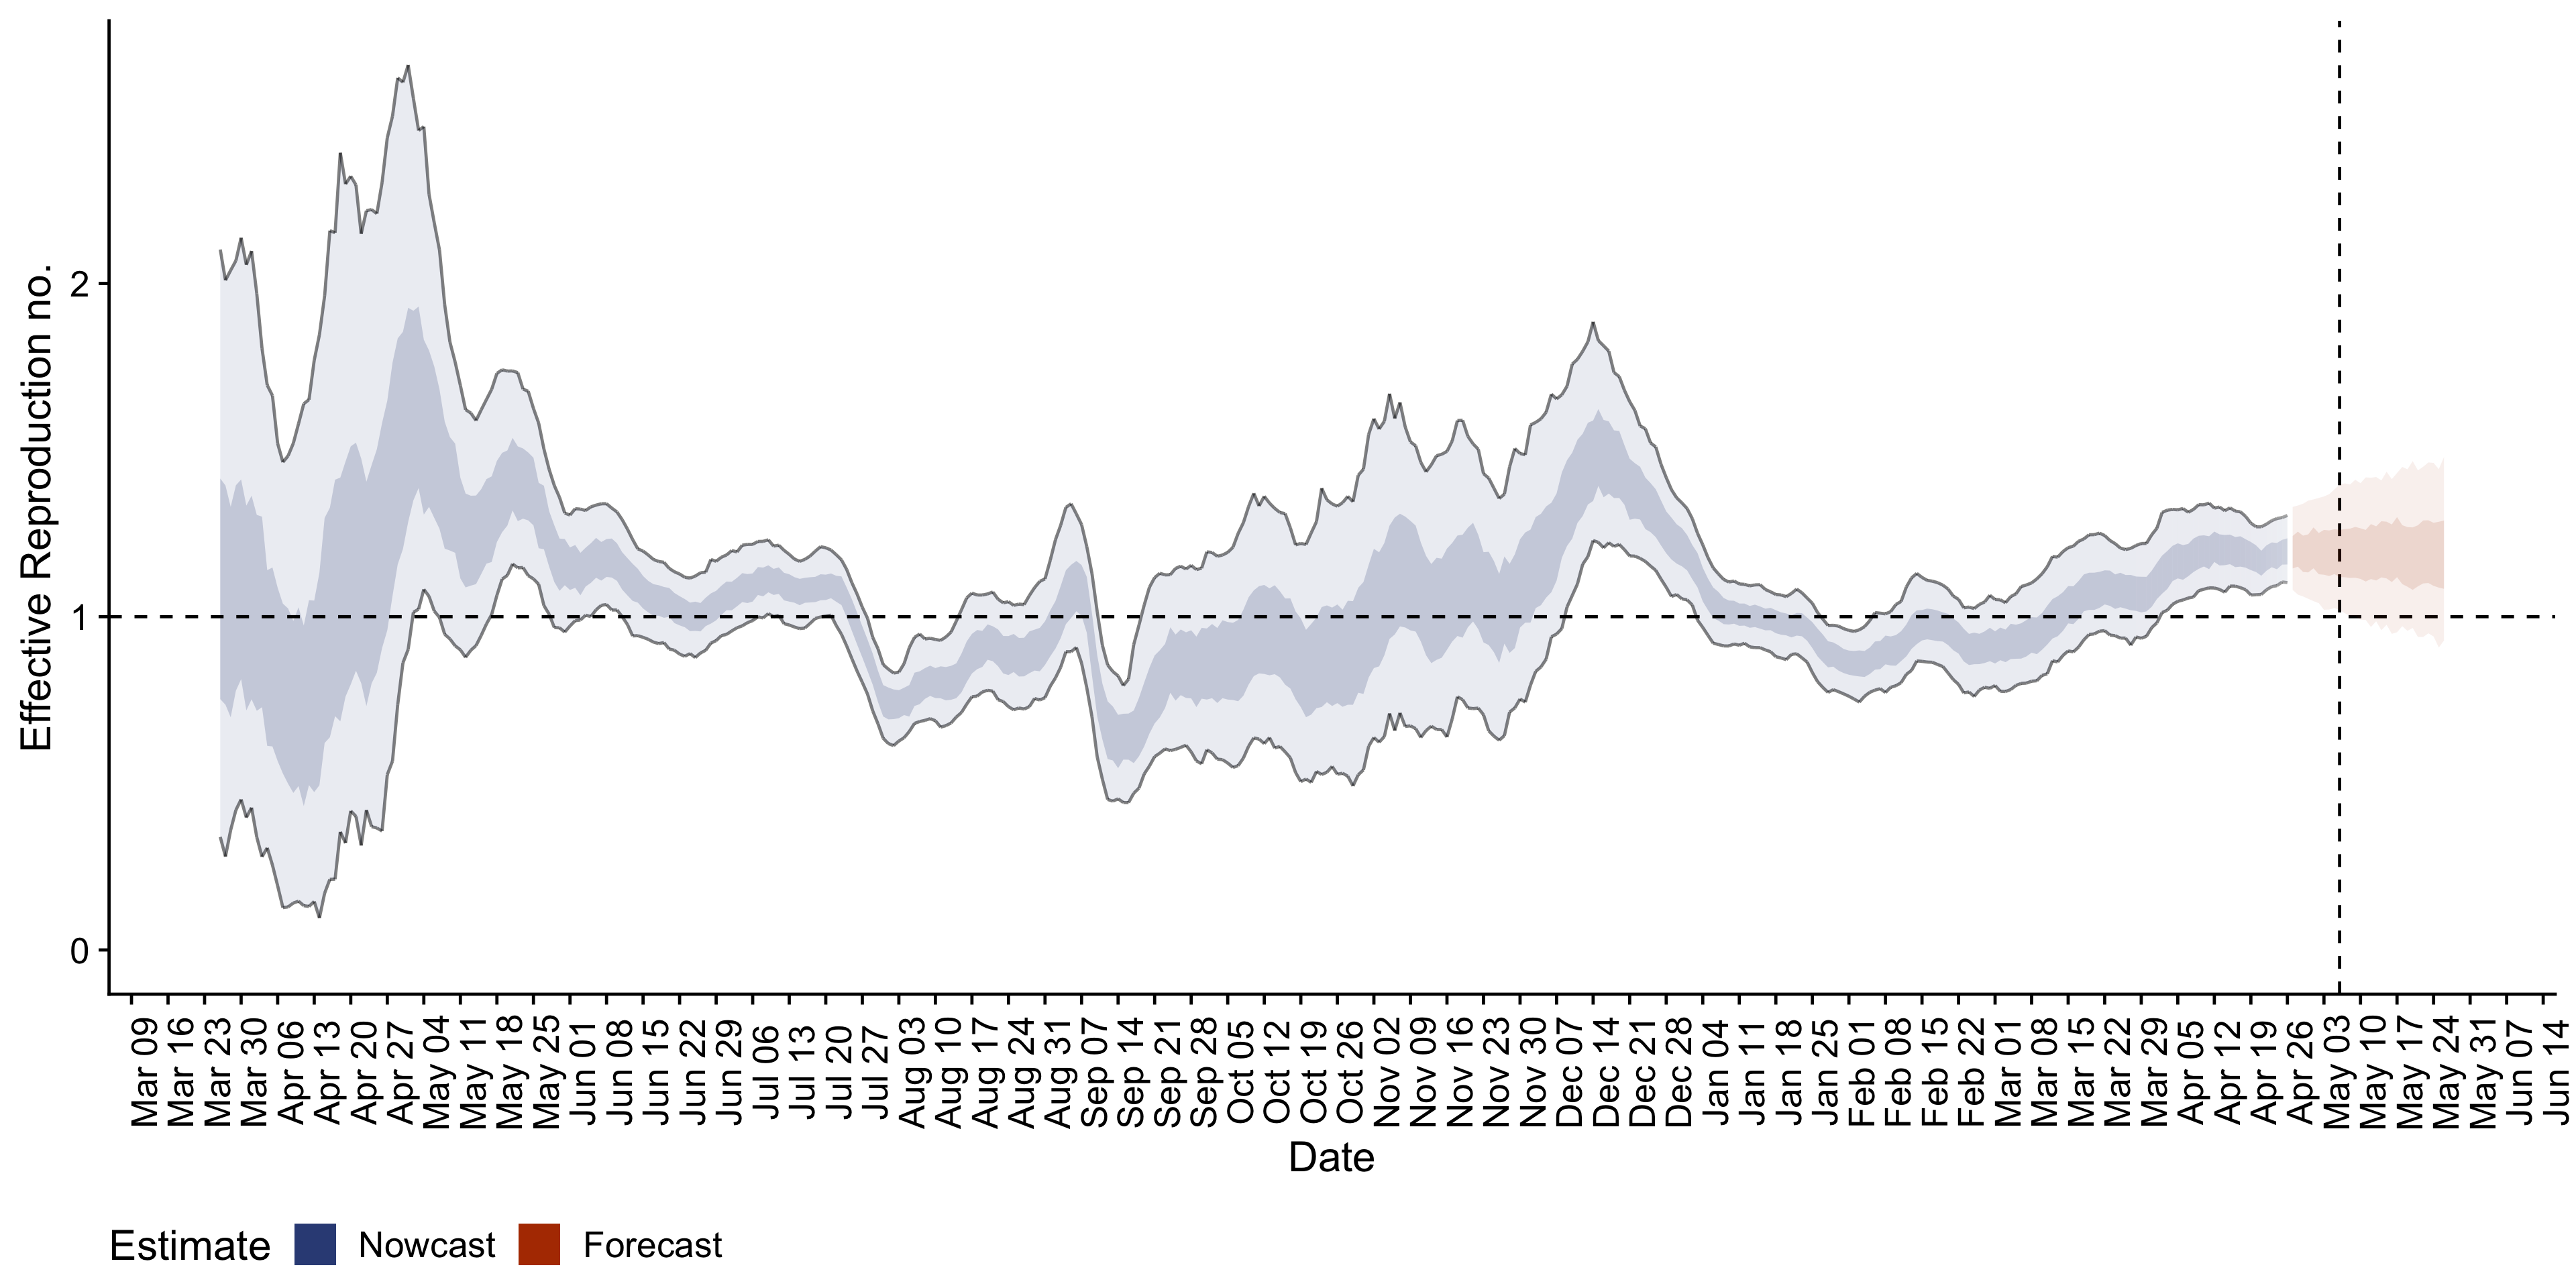 Effective Reproduction no.
2
1
0
Mar 09
Mar 16
Mar 23
Mar 30
Apr 06
Apr 13
Apr 20
Apr 27
May 04
May 11
May 18
May 25
Jun 01
Jun 08
Jun 15
Jun 22
Jun 29
Jul 06
Jul 13
Jul 20
Jul 27
Aug 03
Aug 10
Aug 17
Aug 24
Aug 31
Sep 07
Sep 14
Sep 21
Sep 28
Oct 05
Oct 12
Oct 19
Oct 26
Nov 02
Nov 09
Nov 16
Nov 23
Nov 30
Dec 07
Dec 14
Dec 21
Dec 28
Jan 04
Jan 11
Jan 18
Jan 25
Feb 01
Feb 08
Feb 15
Feb 22
Mar 01
Mar 08
Mar 15
Mar 22
Mar 29
Apr 05
Apr 12
Apr 19
Apr 26
May 03
May 10
May 17
May 24
May 31
Jun 07
Jun 14
Date
Estimate Nowcast Forecast